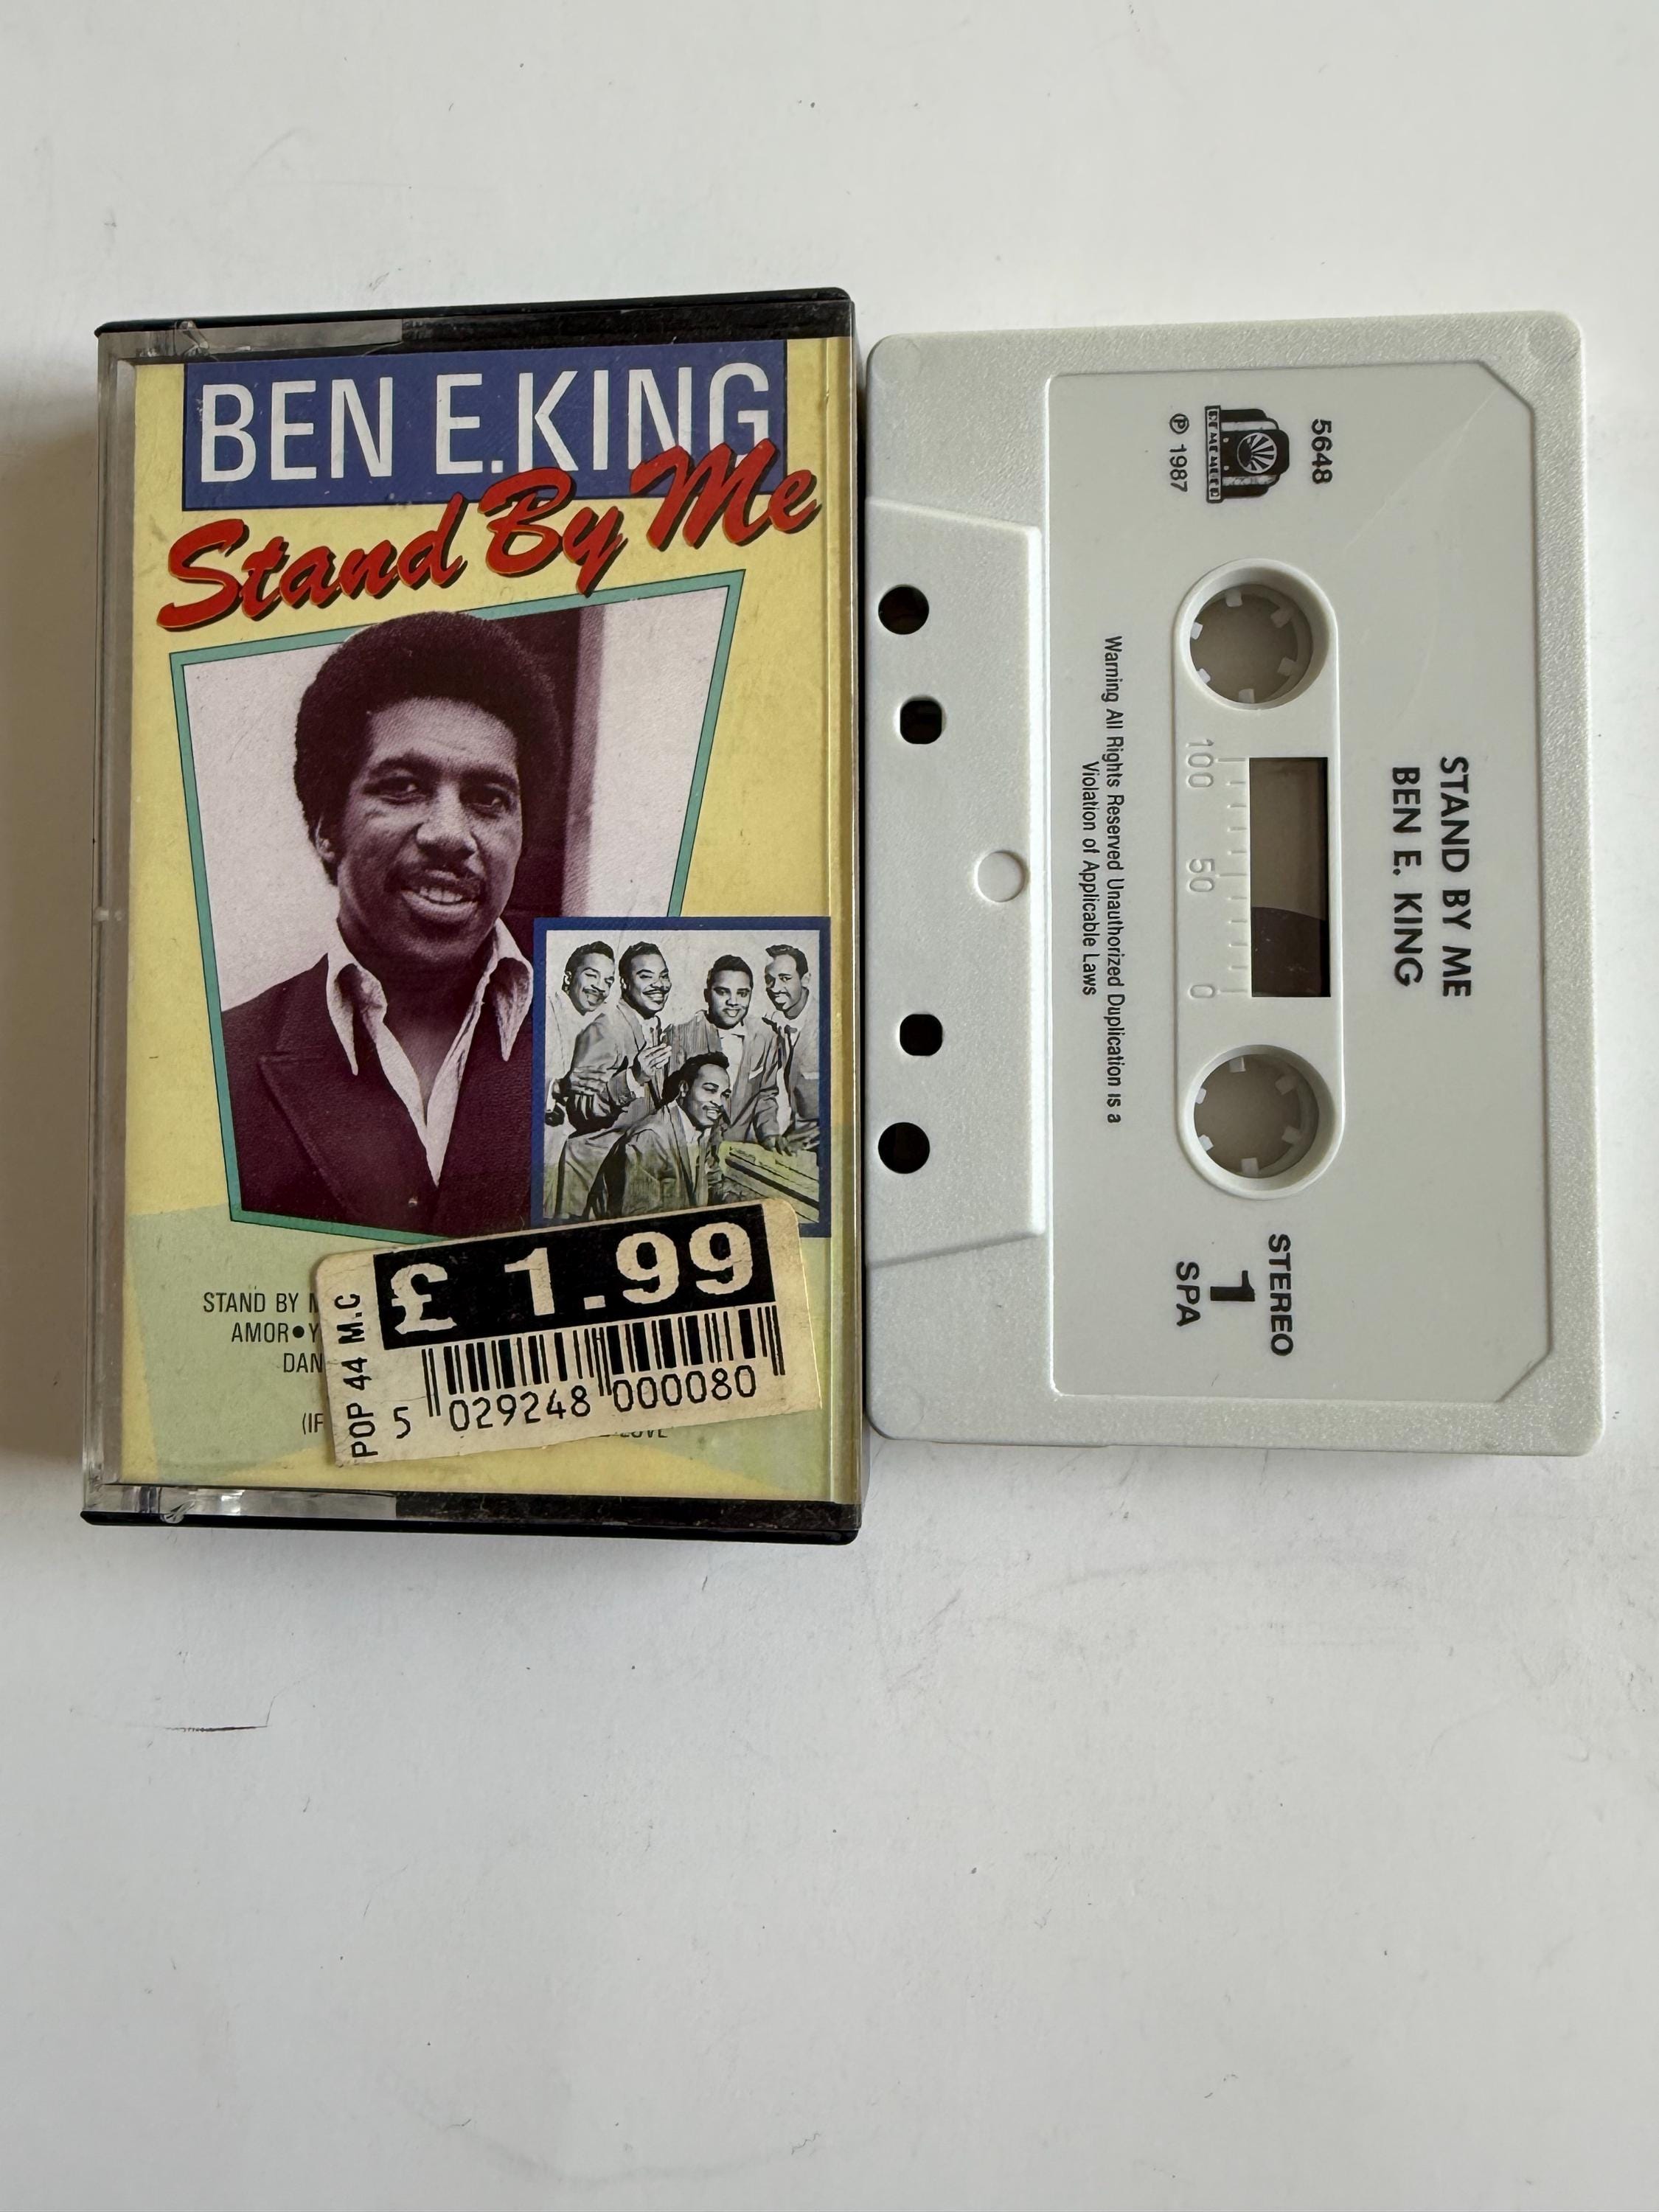 BEN E.KING
Stand By Me
STAND BY
AMOR●Y
DAN
(IF
LOVE
£ 1.99
POP 44 M.C
5 029248 000080
5648
℗ 1987
STAND BY ME
BEN E. KING
100 50 0
Warning All Rights Reserved Unauthorized Duplication is a
Violation of Applicable Laws
STEREO
1
SPA